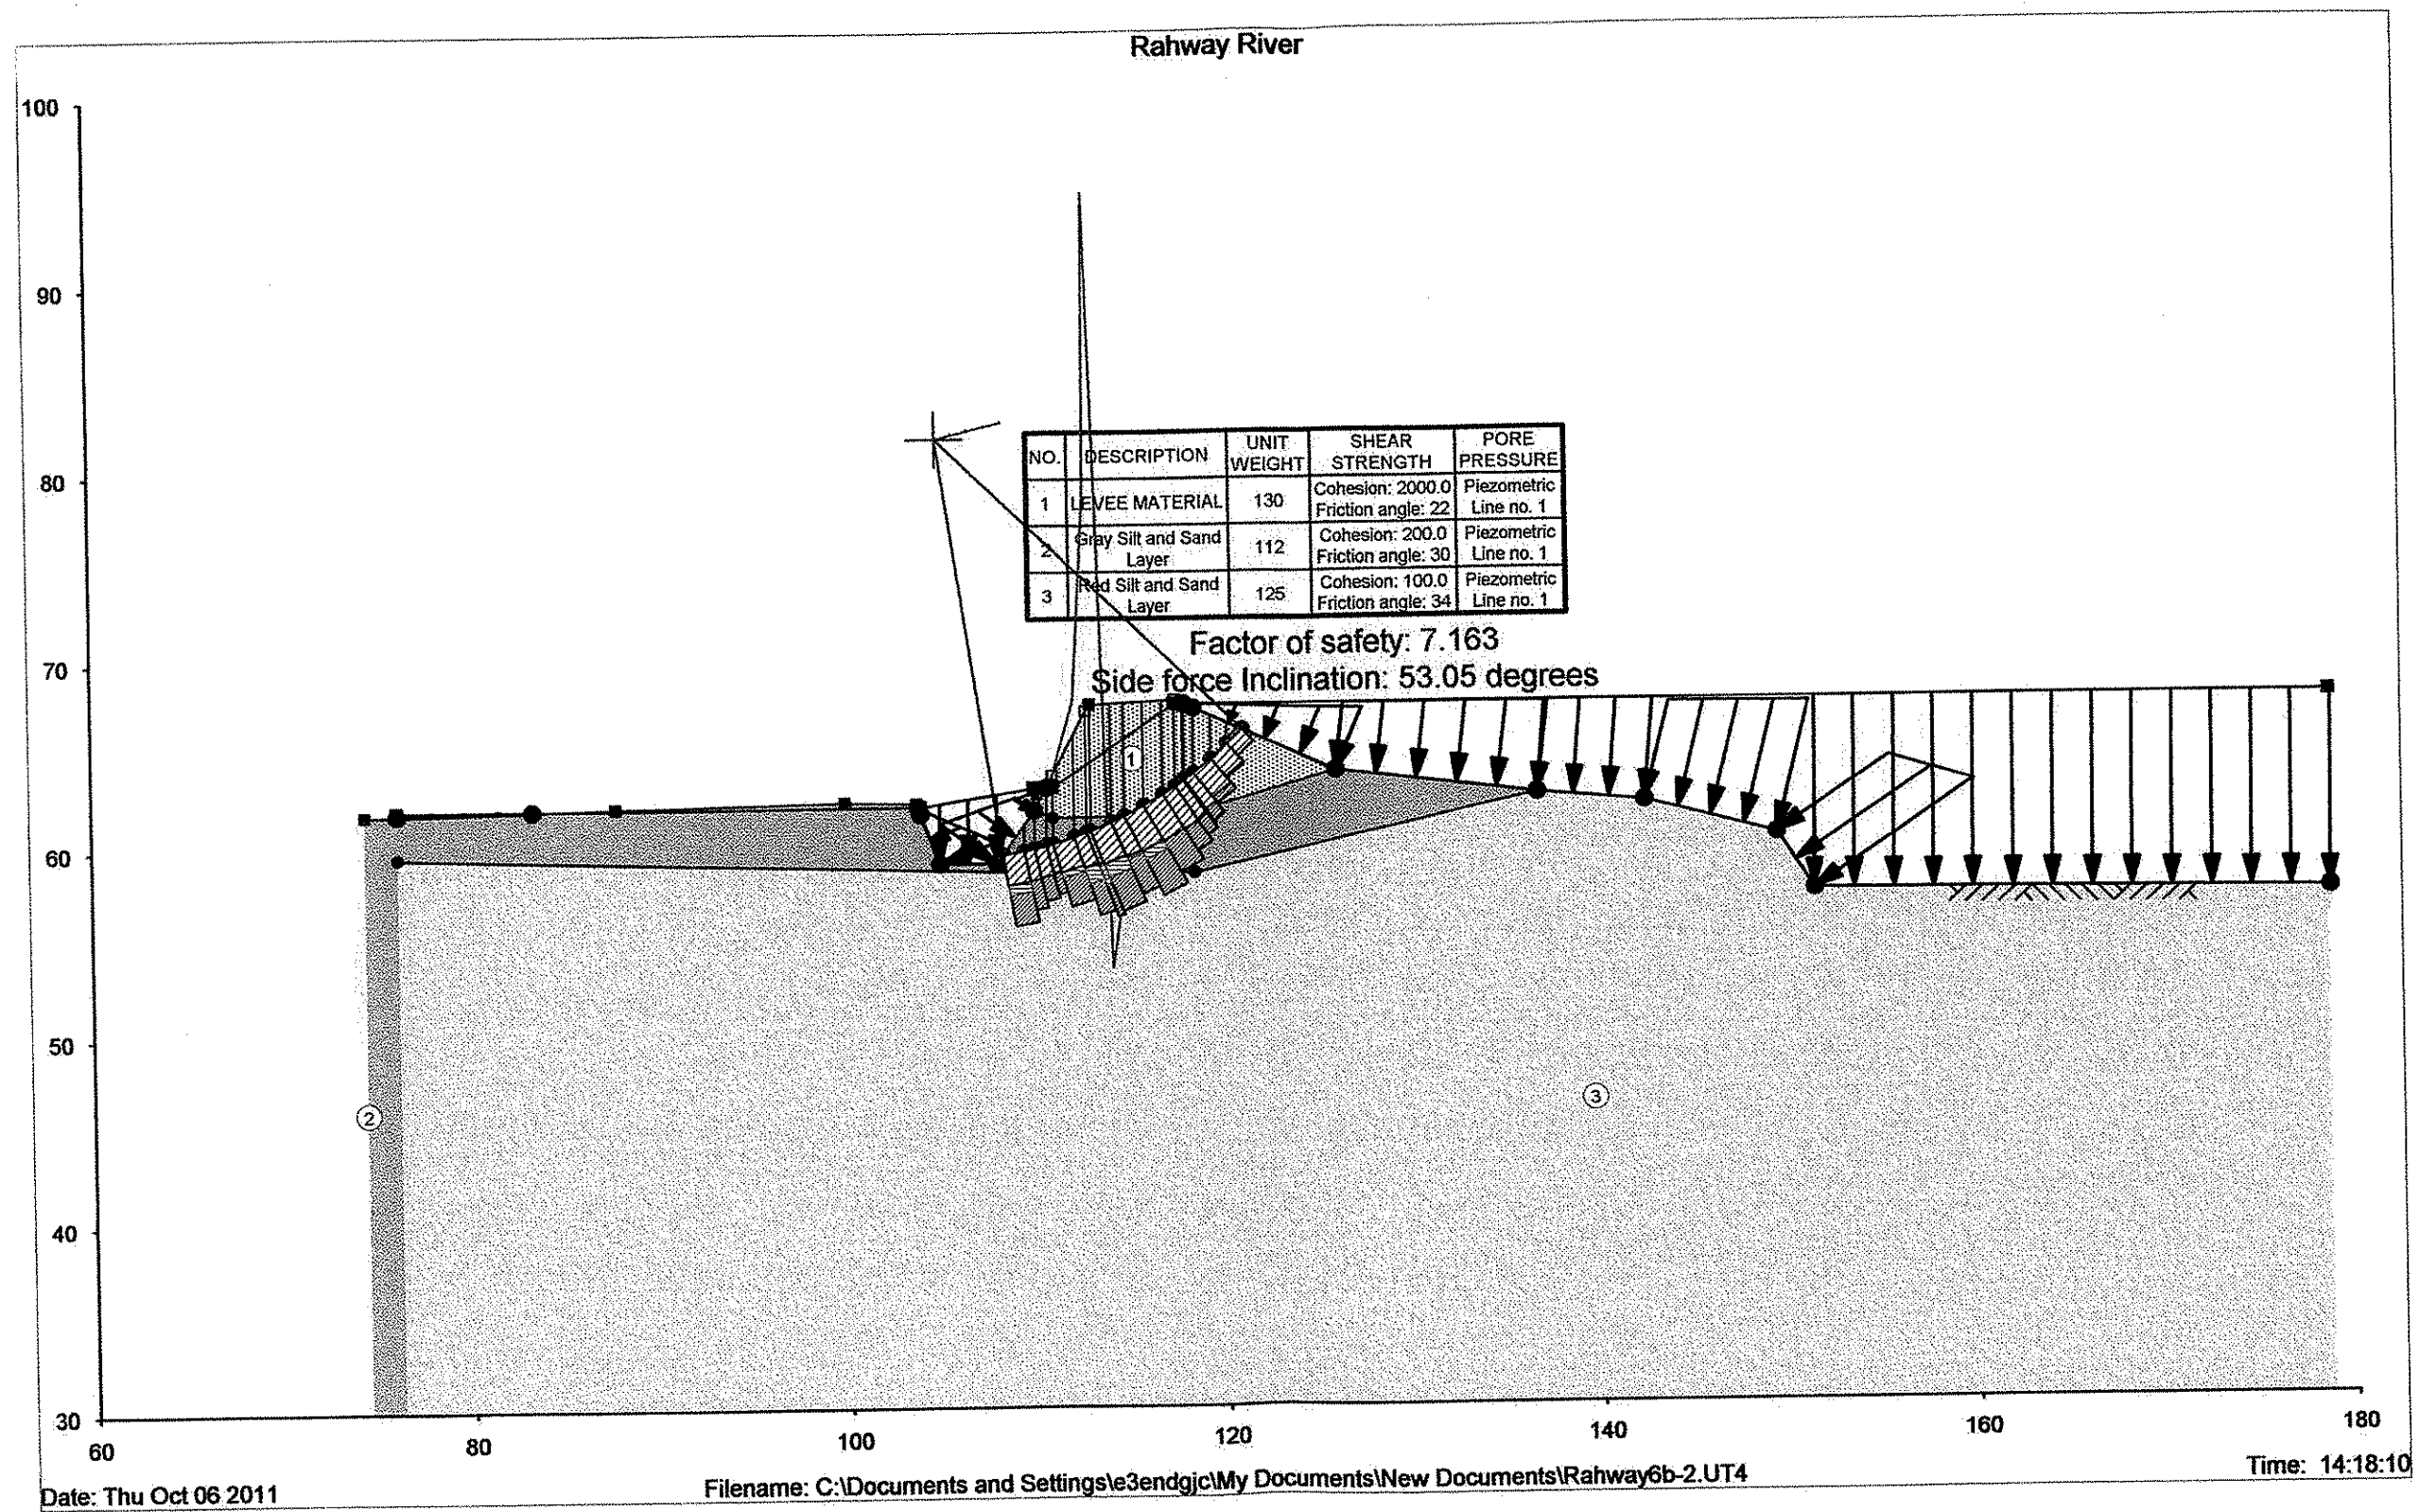 Rahway River
100
90
80
70
60
50
40
30
NO. DESCRIPTION UNIT WEIGHT SHEAR STRENGTH PORE PRESSURE
1 LEVEE MATERIAL 130 Cohesion: 2000.0 Friction angle: 22 Piezometric Line no. 1
2 Gray Silt and Sand Layer 112 Cohesion: 200.0 Friction angle: 30 Piezometric Line no. 1
3 Red Silt and Sand Layer 125 Cohesion: 100.0 Friction angle: 34 Piezometric Line no. 1
Factor of safety: 7.163
Side force Inclination: 53.05 degrees
1
2
3
60 80 100 120 140 160 180
Date: Thu Oct 06 2011
Filename: C:\Documents and Settings\e3endgjc\My Documents\New Documents\Rahway6b-2.UT4
Time: 14:18:10